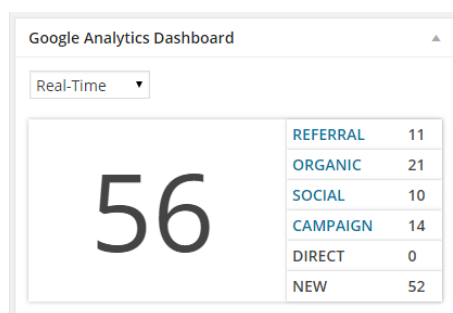 Google Analytics Dashboard
Real-Time
56
REFERRAL 11
ORGANIC 21
SOCIAL 10
CAMPAIGN 14
DIRECT 0
NEW 52